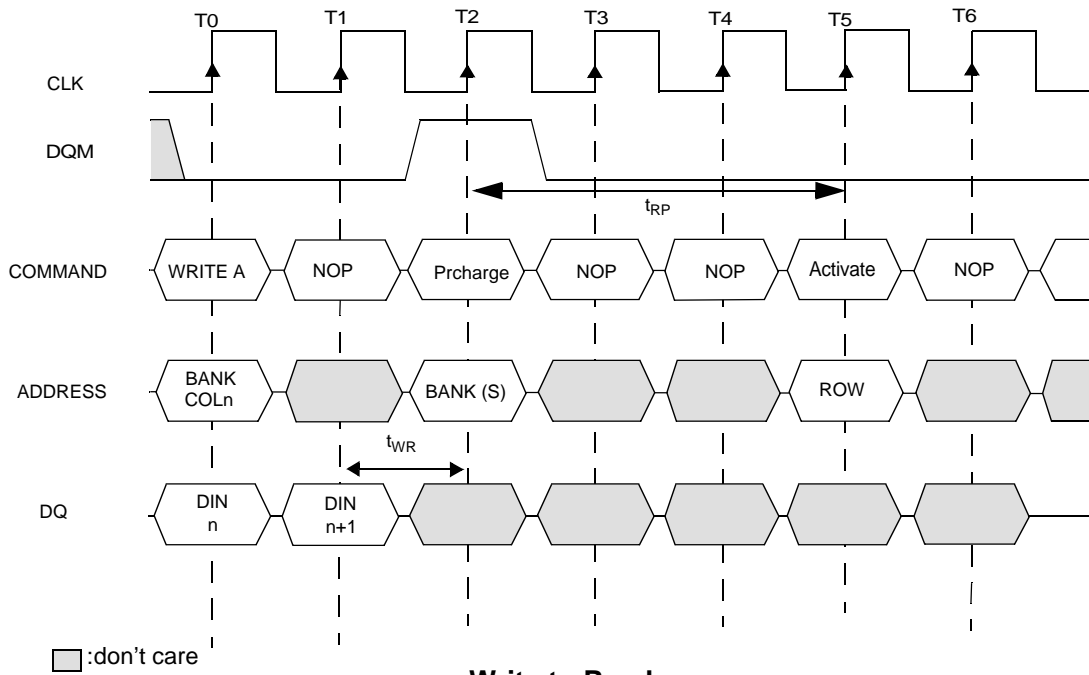 T0 T1 T2 T3 T4 T5 T6
CLK
DQM
tRP
COMMAND WRITE A NOP Prcharge NOP NOP Activate NOP
ADDRESS BANK COLn BANK (S) ROW
tWR
DQ DIN n DIN n+1
:don't care